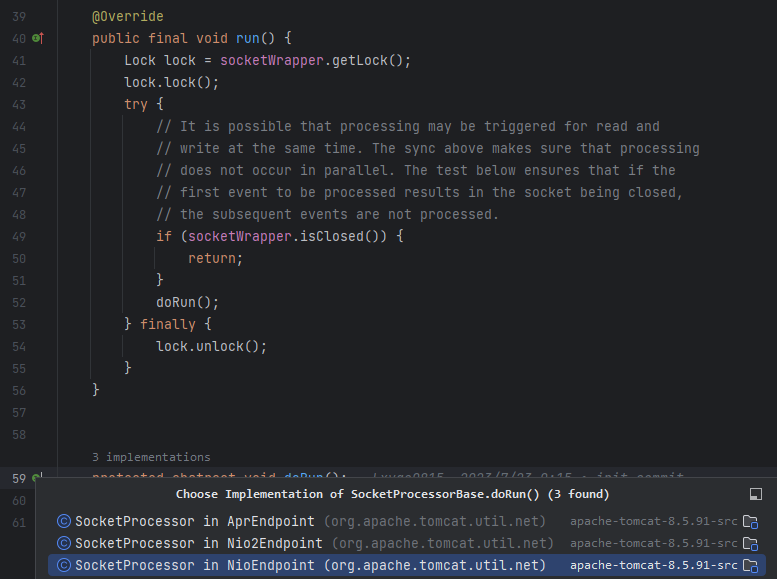 39 @Override
40 public final void run() {
41 Lock lock = socketWrapper.getLock();
42 lock.lock();
43 try {
44 // It is possible that processing may be triggered for read and
45 // write at the same time. The sync above makes sure that processing
46 // does not occur in parallel. The test below ensures that if the
47 // first event to be processed results in the socket being closed,
48 // the subsequent events are not processed.
49 if (socketWrapper.isClosed()) {
50 return;
51 }
52 doRun();
53 } finally {
54 lock.unlock();
55 }
56 }
57
58
3 implementations
59 protected abstract void doRun();
60
61
Choose Implementation of SocketProcessorBase.doRun() (3 found)
SocketProcessor in AprEndpoint (org.apache.tomcat.util.net) apache-tomcat-8.5.91-src
SocketProcessor in Nio2Endpoint (org.apache.tomcat.util.net) apache-tomcat-8.5.91-src
SocketProcessor in NioEndpoint (org.apache.tomcat.util.net) apache-tomcat-8.5.91-src